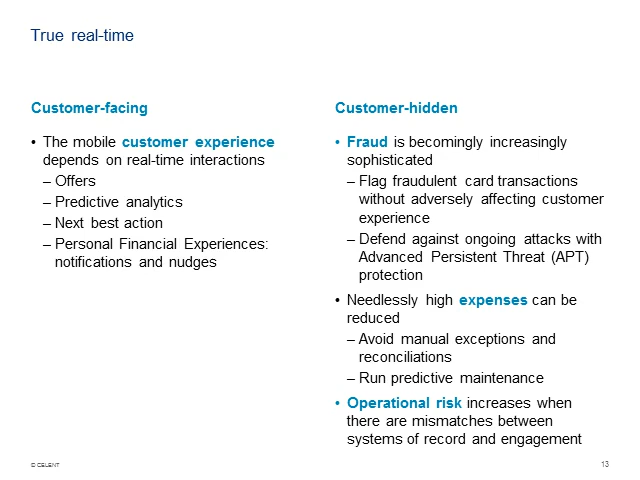 True real-time
Customer-facing
• The mobile customer experience
depends on real-time interactions
– Offers
– Predictive analytics
– Next best action
– Personal Financial Experiences:
notifications and nudges
Customer-hidden
• Fraud is becomingly increasingly
sophisticated
– Flag fraudulent card transactions
without adversely affecting customer
experience
– Defend against ongoing attacks with
Advanced Persistent Threat (APT)
protection
• Needlessly high expenses can be
reduced
– Avoid manual exceptions and
reconciliations
– Run predictive maintenance
• Operational risk increases when
there are mismatches between
systems of record and engagement
© CELENT
13